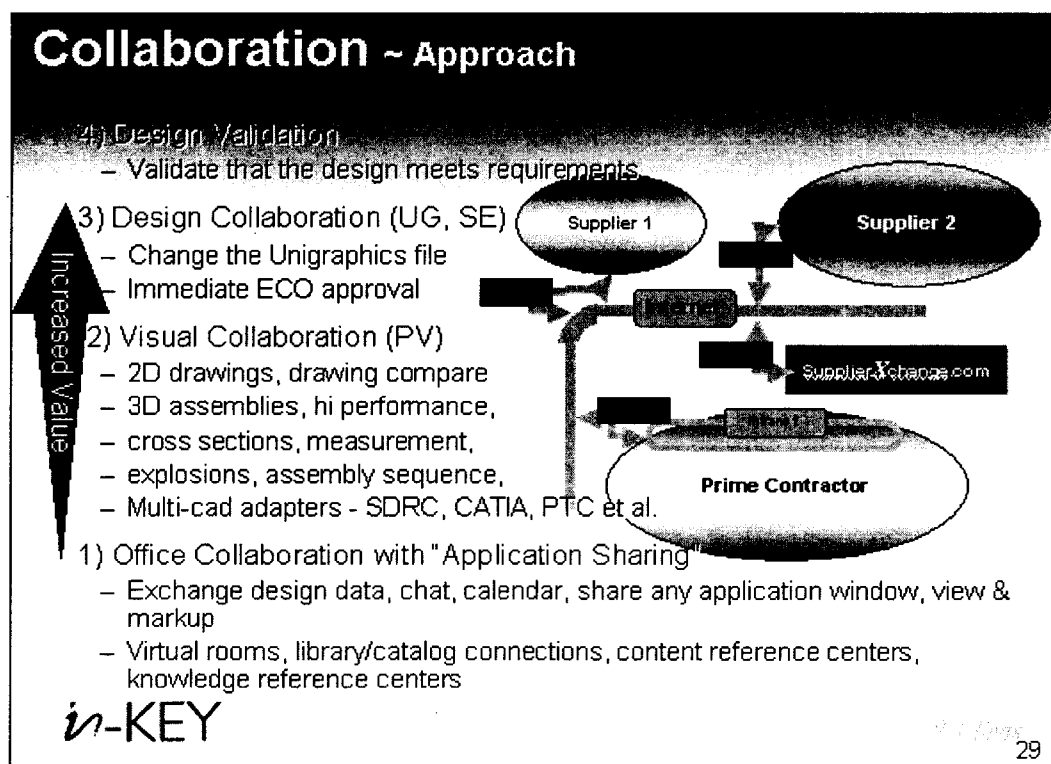 Collaboration ~ Approach
4) Design Validation
– Validate that the design meets requirements
3) Design Collaboration (UG, SE)
– Change the Unigraphics file
– Immediate ECO approval
2) Visual Collaboration (PV)
– 2D drawings, drawing compare
– 3D assemblies, hi performance,
– cross sections, measurement,
– explosions, assembly sequence,
– Multi-cad adapters - SDRC, CATIA, PTC et al.
1) Office Collaboration with "Application Sharing"
– Exchange design data, chat, calendar, share any application window, view &
markup
– Virtual rooms, library/catalog connections, content reference centers,
knowledge reference centers
Increased Value
Supplier 1
Supplier 2
Internet
Supplier-Xchange.com
Prime Contractor
in-KEY
29